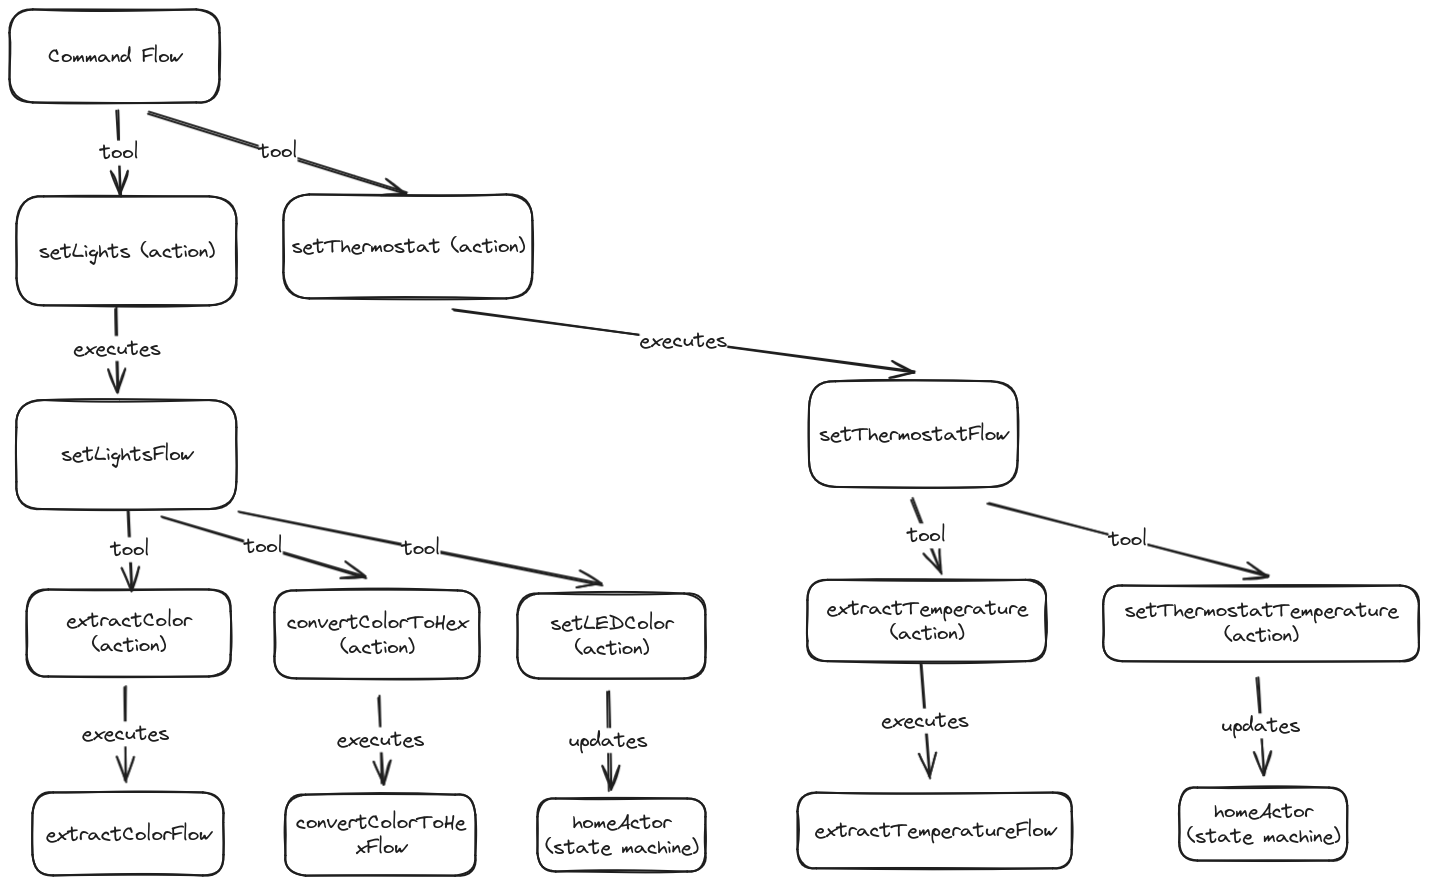 Command Flow
tool
tool
setLights (action)
setThermostat (action)
executes
executes
setLightsFlow
setThermostatFlow
tool
tool
tool
tool
tool
extractColor
(action)
convertColorToHex
(action)
setLEDColor
(action)
extractTemperature
(action)
setThermostatTemperature
(action)
executes
executes
updates
executes
updates
extractColorFlow
convertColorToHe
xFlow
homeActor
(state machine)
extractTemperatureFlow
homeActor
(state machine)